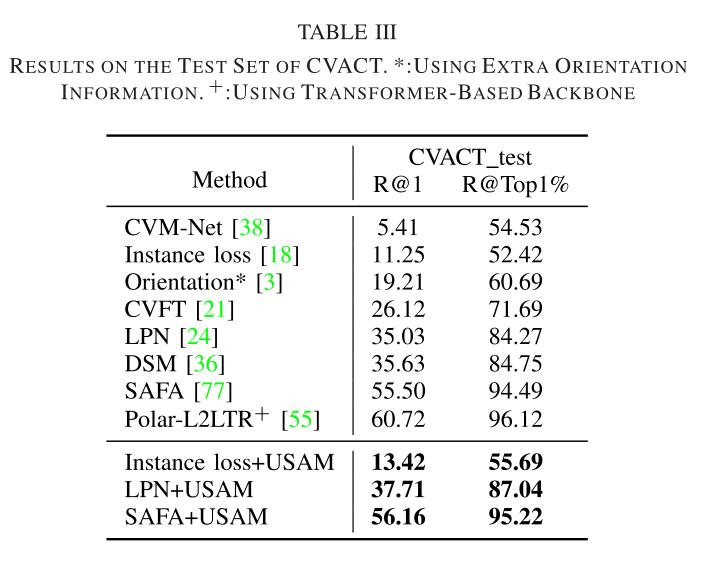 TABLE III
RESULTS ON THE TEST SET OF CVACT. *:USING EXTRA ORIENTATION
INFORMATION. +:USING TRANSFORMER-BASED BACKBONE
Method CVACT_test
R@1 R@Top1%
CVM-Net [38] 5.41 54.53
Instance loss [18] 11.25 52.42
Orientation* [3] 19.21 60.69
CVFT [21] 26.12 71.69
LPN [24] 35.03 84.27
DSM [36] 35.63 84.75
SAFA [77] 55.50 94.49
Polar-L2LTR+ [55] 60.72 96.12
Instance loss+USAM 13.42 55.69
LPN+USAM 37.71 87.04
SAFA+USAM 56.16 95.22